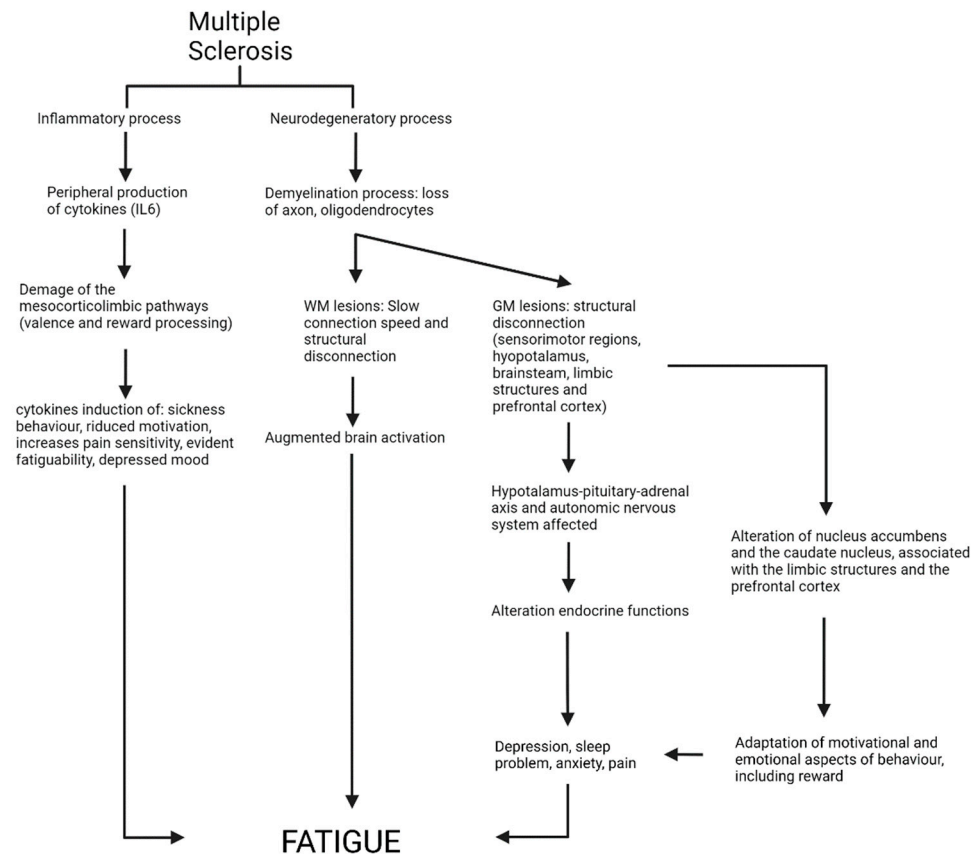 Multiple
Sclerosis
Inflammatory process
Neurodegeneratory process
Peripheral production
of cytokines (IL6)
Demyelination process: loss
of axon, oligodendrocytes
Demage of the
mesocorticolimbic pathways
(valence and reward processing)
WM lesions: Slow
connection speed and
structural
disconnection
GM lesions: structural
disconnection
(sensorimotor regions,
hyopotalamus,
brainsteam, limbic
structures and
prefrontal cortex)
cytokines induction of: sickness
behaviour, riduced motivation,
increases pain sensitivity, evident
fatiguability, depressed mood
Augmented brain activation
Hypotalamus-pituitary-adrenal
axis and autonomic nervous
system affected
Alteration of nucleus accumbens
and the caudate nucleus, associated
with the limbic structures and the
prefrontal cortex
Alteration endocrine functions
Depression, sleep
problem, anxiety, pain
Adaptation of motivational and
emotional aspects of behaviour,
including reward
FATIGUE